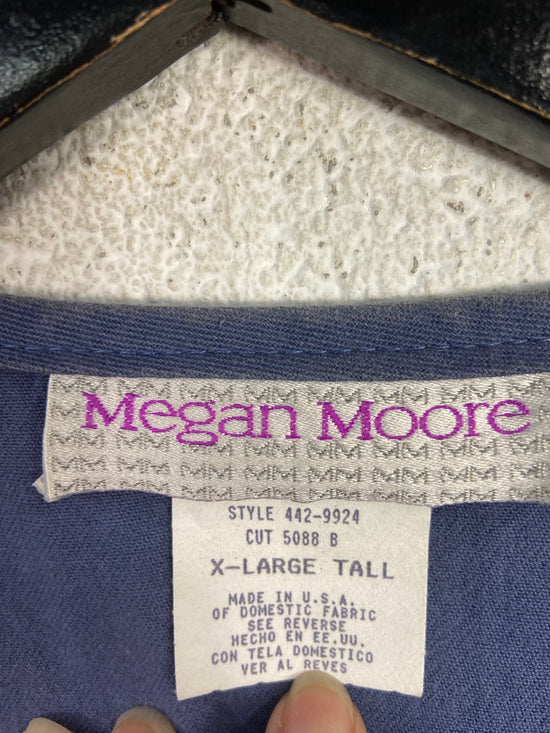 Megan Moore
STYLE 442-9924
CUT 5088 B
X-LARGE TALL
MADE IN U.S.A.
OF DOMESTIC FABRIC
SEE REVERSE
HECHO EN EE.UU.
CON TELA DOMESTICO
VER AL REVES